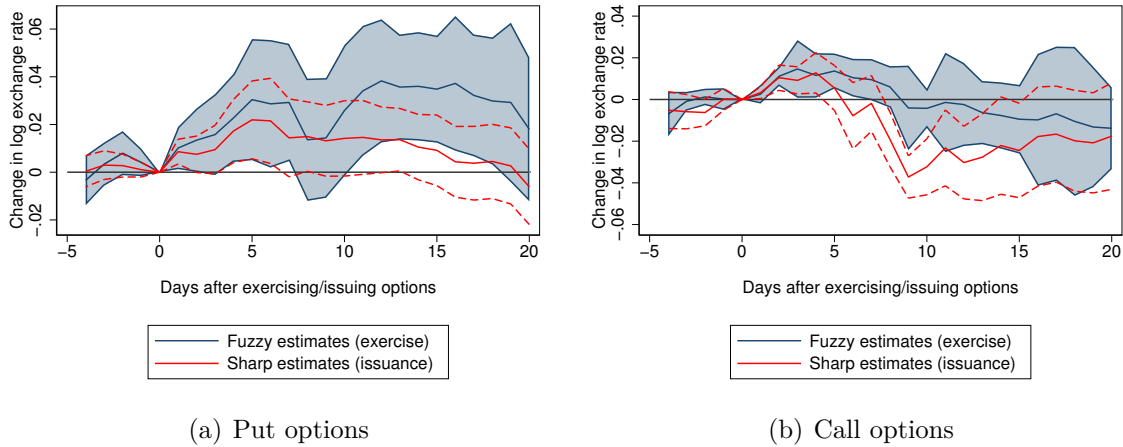 Change in log exchange rate
.06
.04
.02
0
-.02
−5
0
5
10
15
20
Days after exercising/issuing options
Fuzzy estimates (exercise)
Sharp estimates (issuance)
(a) Put options
Change in log exchange rate
.04
.02
0
-.02
-.04
-.06
−5
0
5
10
15
20
Days after exercising/issuing options
Fuzzy estimates (exercise)
Sharp estimates (issuance)
(b) Call options